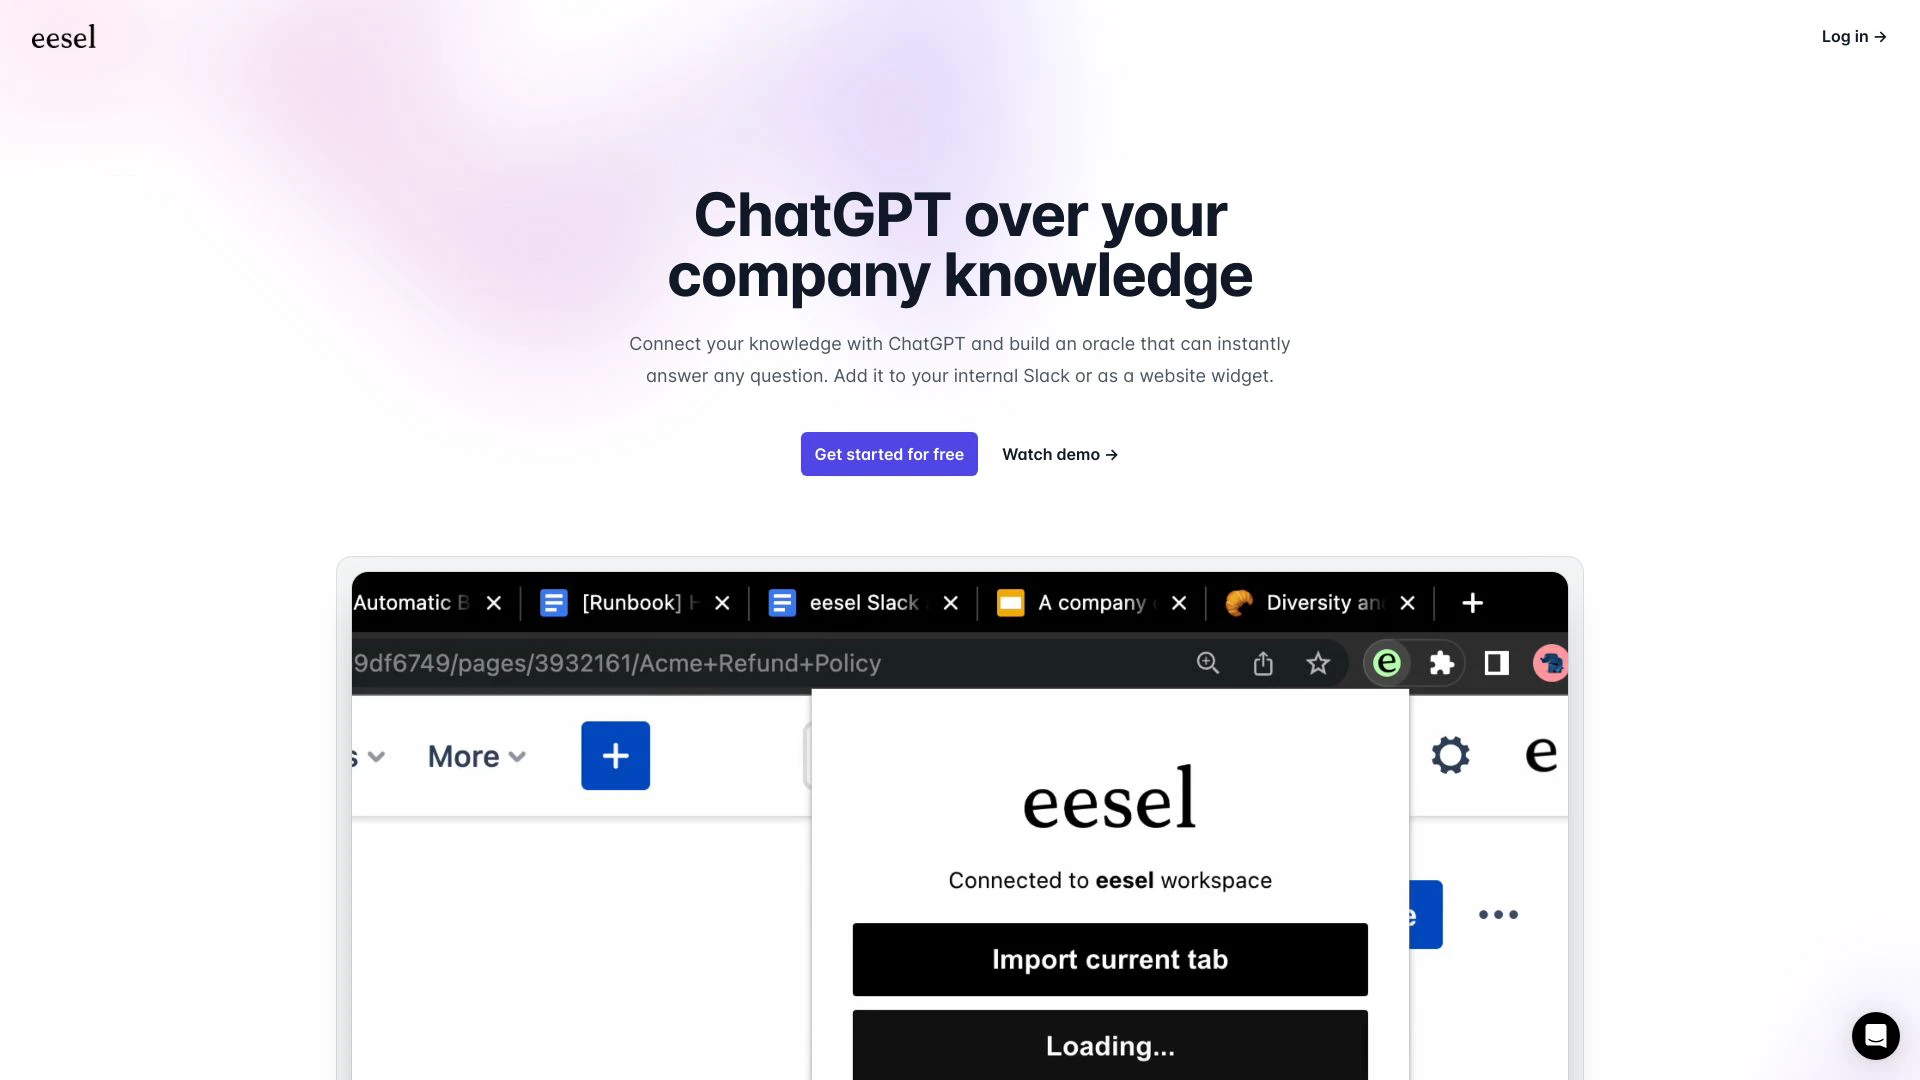 eesel
Log in →
ChatGPT over your
company knowledge
Connect your knowledge with ChatGPT and build an oracle that can instantly
answer any question. Add it to your internal Slack or as a website widget.
Get started for free
Watch demo →
Automatic B
[Runbook]
eesel Slack
A company
Diversity an
9df6749/pages/3932161/Acme+Refund+Policy
e
s
More
e
eesel
Connected to eesel workspace
e
Import current tab
Loading...